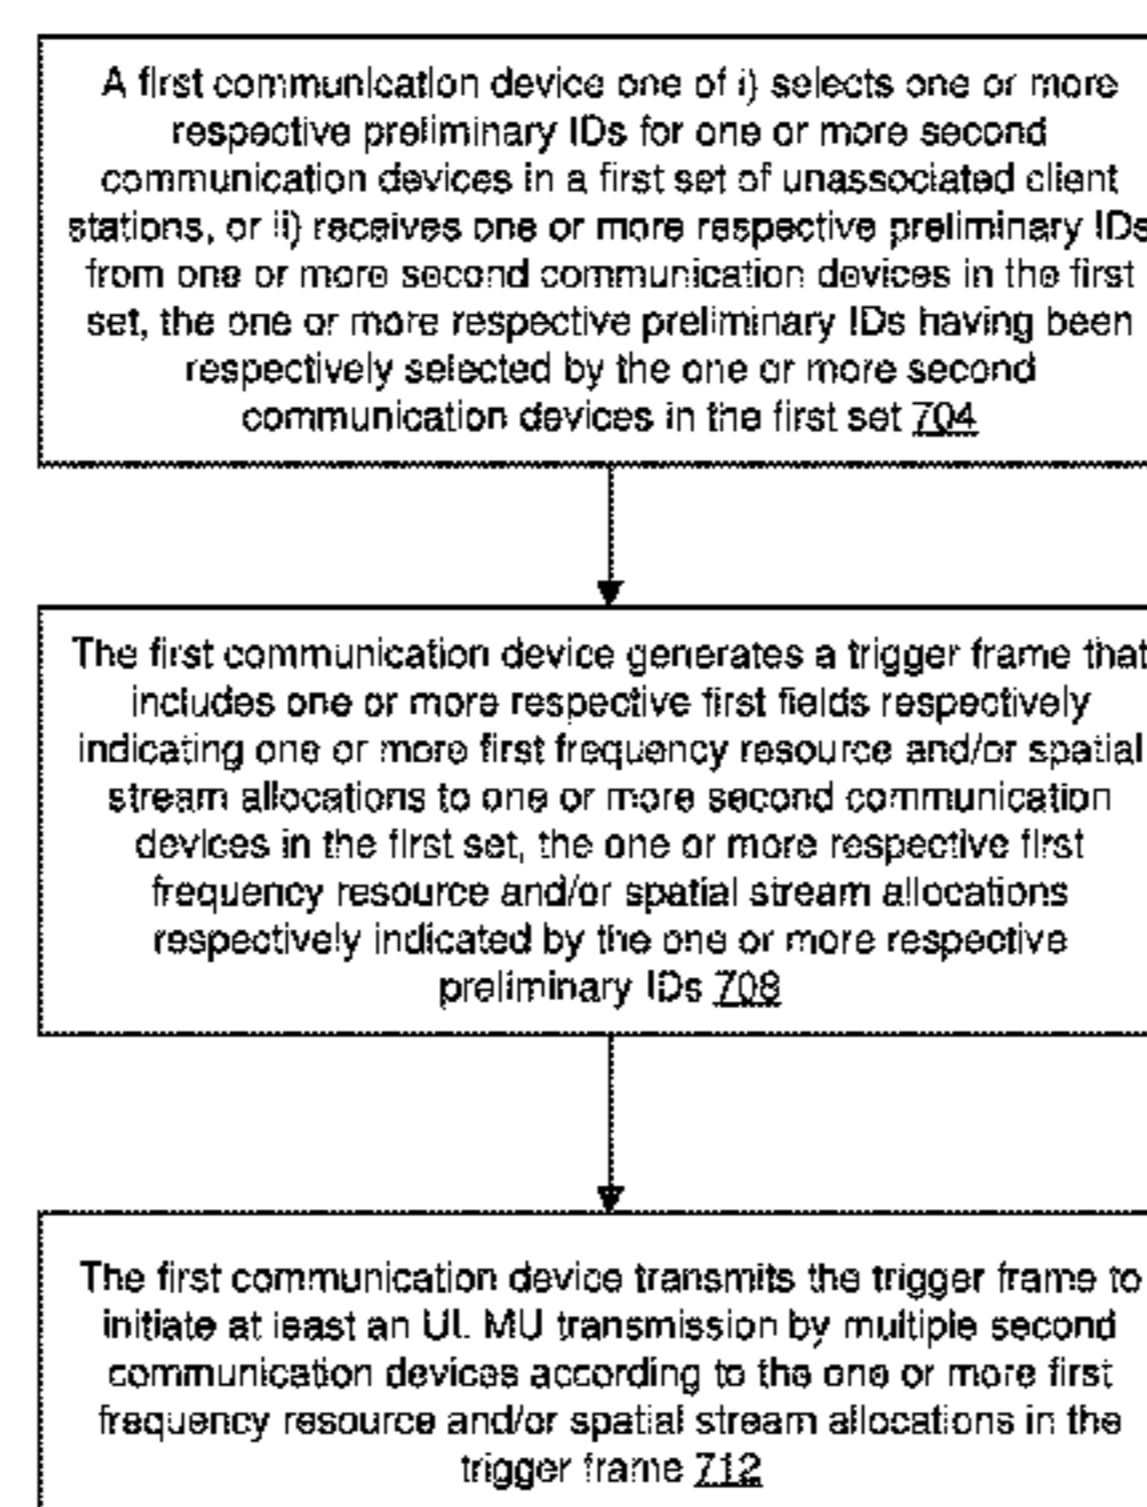 A first communication device one of i) selects one or more
respective preliminary IDs for one or more second
communication devices in a first set of unassociated client
stations, or ii) receives one or more respective preliminary IDs
from one or more second communication devices in the first
set, the one or more respective preliminary IDs having been
respectively selected by the one or more second
communication devices in the first set 704
The first communication device generates a trigger frame that
includes one or more respective first fields respectively
indicating one or more first frequency resource and/or spatial
stream allocations to one or more second communication
devices in the first set, the one or more respective first
frequency resource and/or spatial stream allocations
respectively indicated by the one or more respective
preliminary IDs 708
The first communication device transmits the trigger frame to
initiate at least an UL MU transmission by multiple second
communication devices according to the one or more first
frequency resource and/or spatial stream allocations in the
trigger frame 712